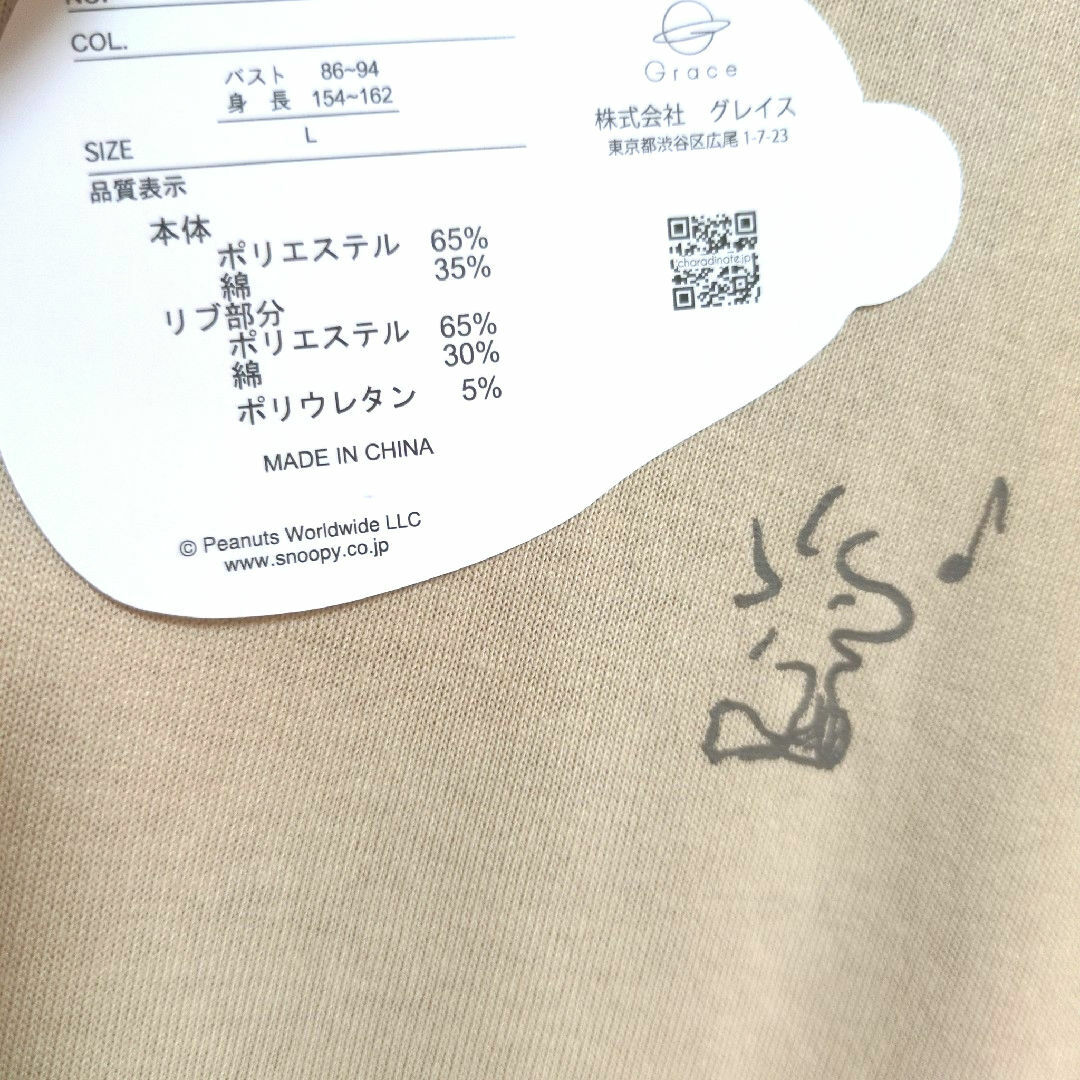 COL.
バスト 86~94
身 長 154~162
SIZE L
品質表示
本体
ポリエステル 65%
綿 35%
リブ部分
ポリエステル 65%
綿 30%
ポリウレタン 5%
MADE IN CHINA
© Peanuts Worldwide LLC
www.snoopy.co.jp
Grace
株式会社 グレイス
東京都渋谷区広尾 1-7-23
charadinate.jp